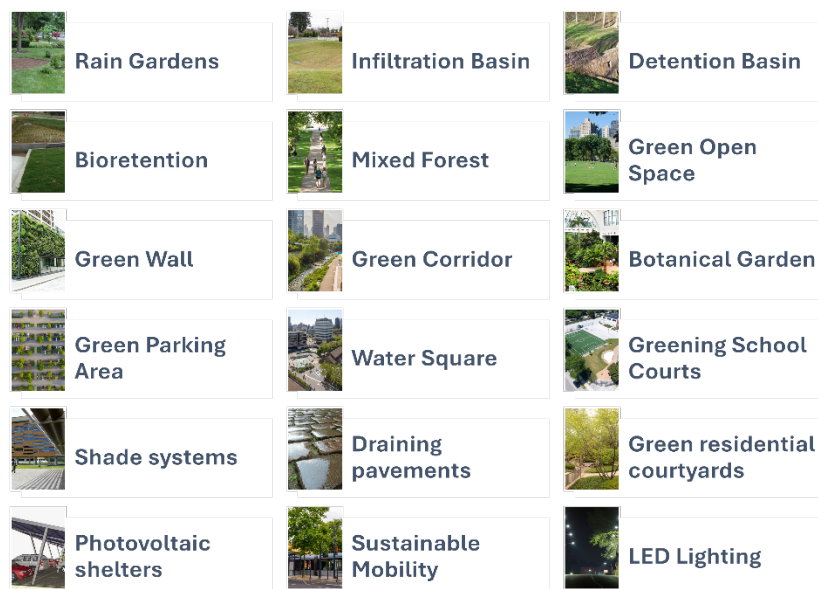 Rain Gardens
Infiltration Basin
Detention Basin
Bioretention
Mixed Forest
Green Open
Space
Green Wall
Green Corridor
Botanical Garden
Green Parking
Area
Water Square
Greening School
Courts
Shade systems
Draining
pavements
Green residential
courtyards
Photovoltaic
shelters
Sustainable
Mobility
LED Lighting